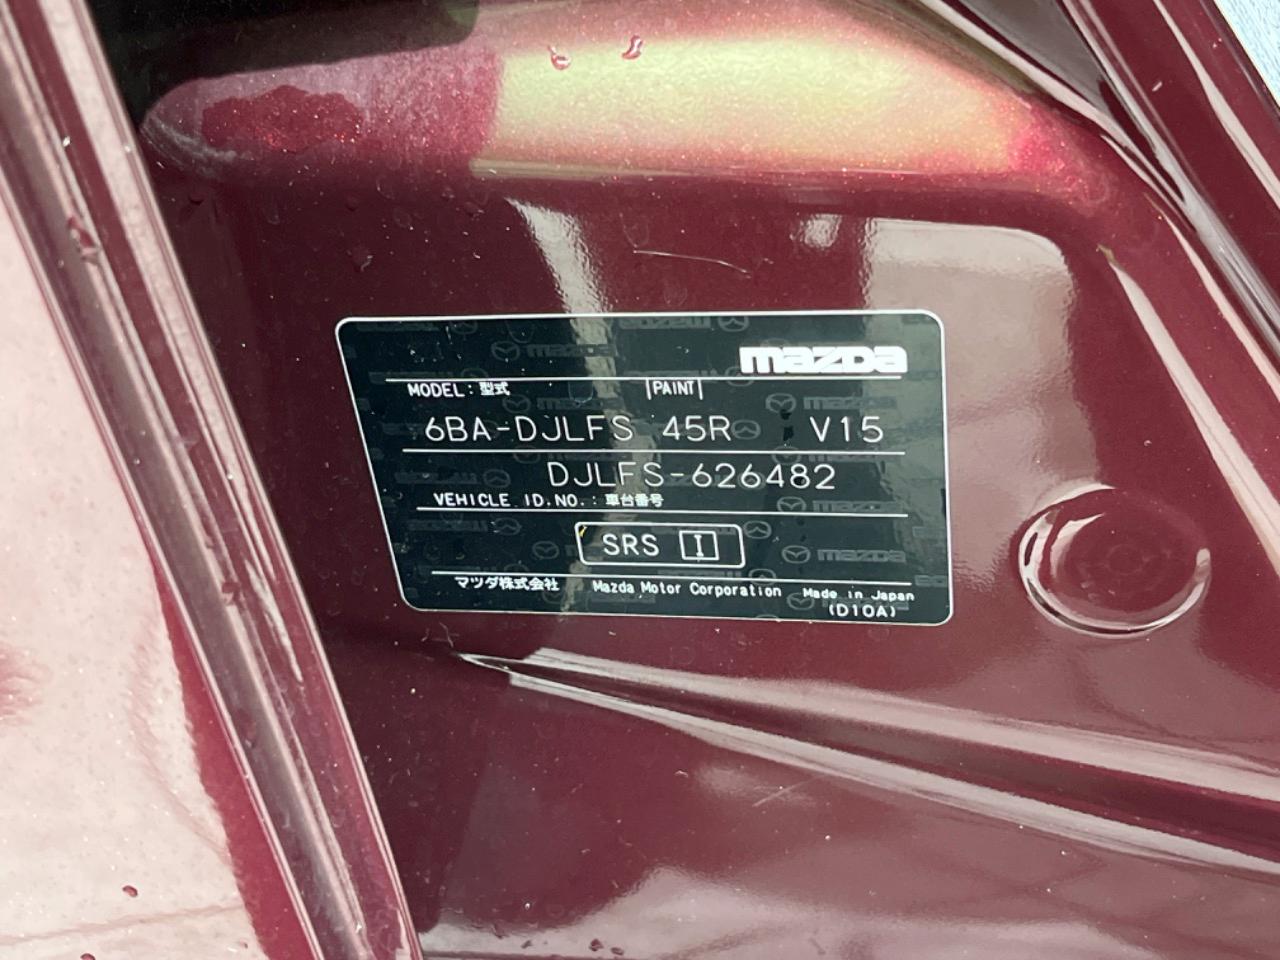 mazda
MODEL : 型式 PAINT
6BA-DJLFS 45R V15
DJLFS-626482
VEHICLE ID.NO. : 車台番号
SRS I
マツダ株式会社 Mazda Motor Corporation Made in Japan
(D10A)